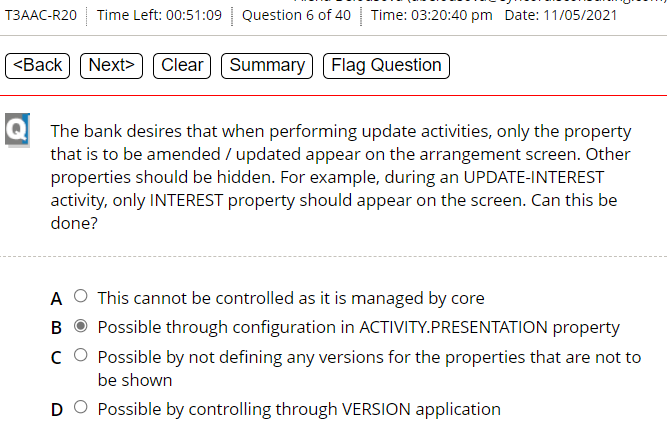 T3AAC-R20 Time Left: 00:51:09 Question 6 of 40 Time: 03:20:40 pm Date: 11/05/2021
<Back Next> Clear Summary Flag Question
Q
The bank desires that when performing update activities, only the property
that is to be amended / updated appear on the arrangement screen. Other
properties should be hidden. For example, during an UPDATE-INTEREST
activity, only INTEREST property should appear on the screen. Can this be
done?
A This cannot be controlled as it is managed by core
B Possible through configuration in ACTIVITY.PRESENTATION property
C Possible by not defining any versions for the properties that are not to
be shown
D Possible by controlling through VERSION application